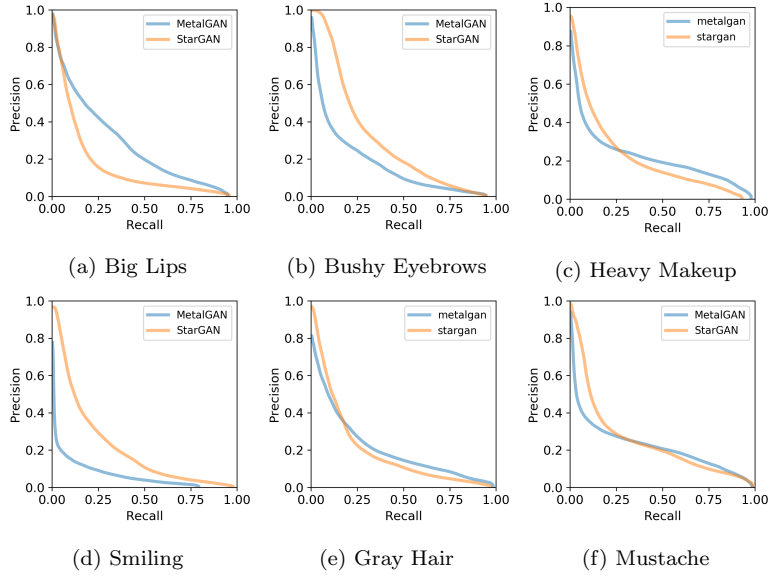 1.0
0.8
0.6
0.4
0.2
0.0
Precision
0.00 0.25 0.50 0.75 1.00
Recall
MetalGAN
StarGAN
(a) Big Lips
1.0
0.8
0.6
0.4
0.2
0.0
Precision
0.00 0.25 0.50 0.75 1.00
Recall
MetalGAN
StarGAN
(b) Bushy Eyebrows
1.0
0.8
0.6
0.4
0.2
0.0
Precision
0.00 0.25 0.50 0.75 1.00
Recall
metalgan
stargan
(c) Heavy Makeup
1.0
0.8
0.6
0.4
0.2
0.0
Precision
0.00 0.25 0.50 0.75 1.00
Recall
MetalGAN
StarGAN
(d) Smiling
1.0
0.8
0.6
0.4
0.2
0.0
Precision
0.00 0.25 0.50 0.75 1.00
Recall
metalgan
stargan
(e) Gray Hair
1.0
0.8
0.6
0.4
0.2
0.0
Precision
0.00 0.25 0.50 0.75 1.00
Recall
MetalGAN
StarGAN
(f) Mustache